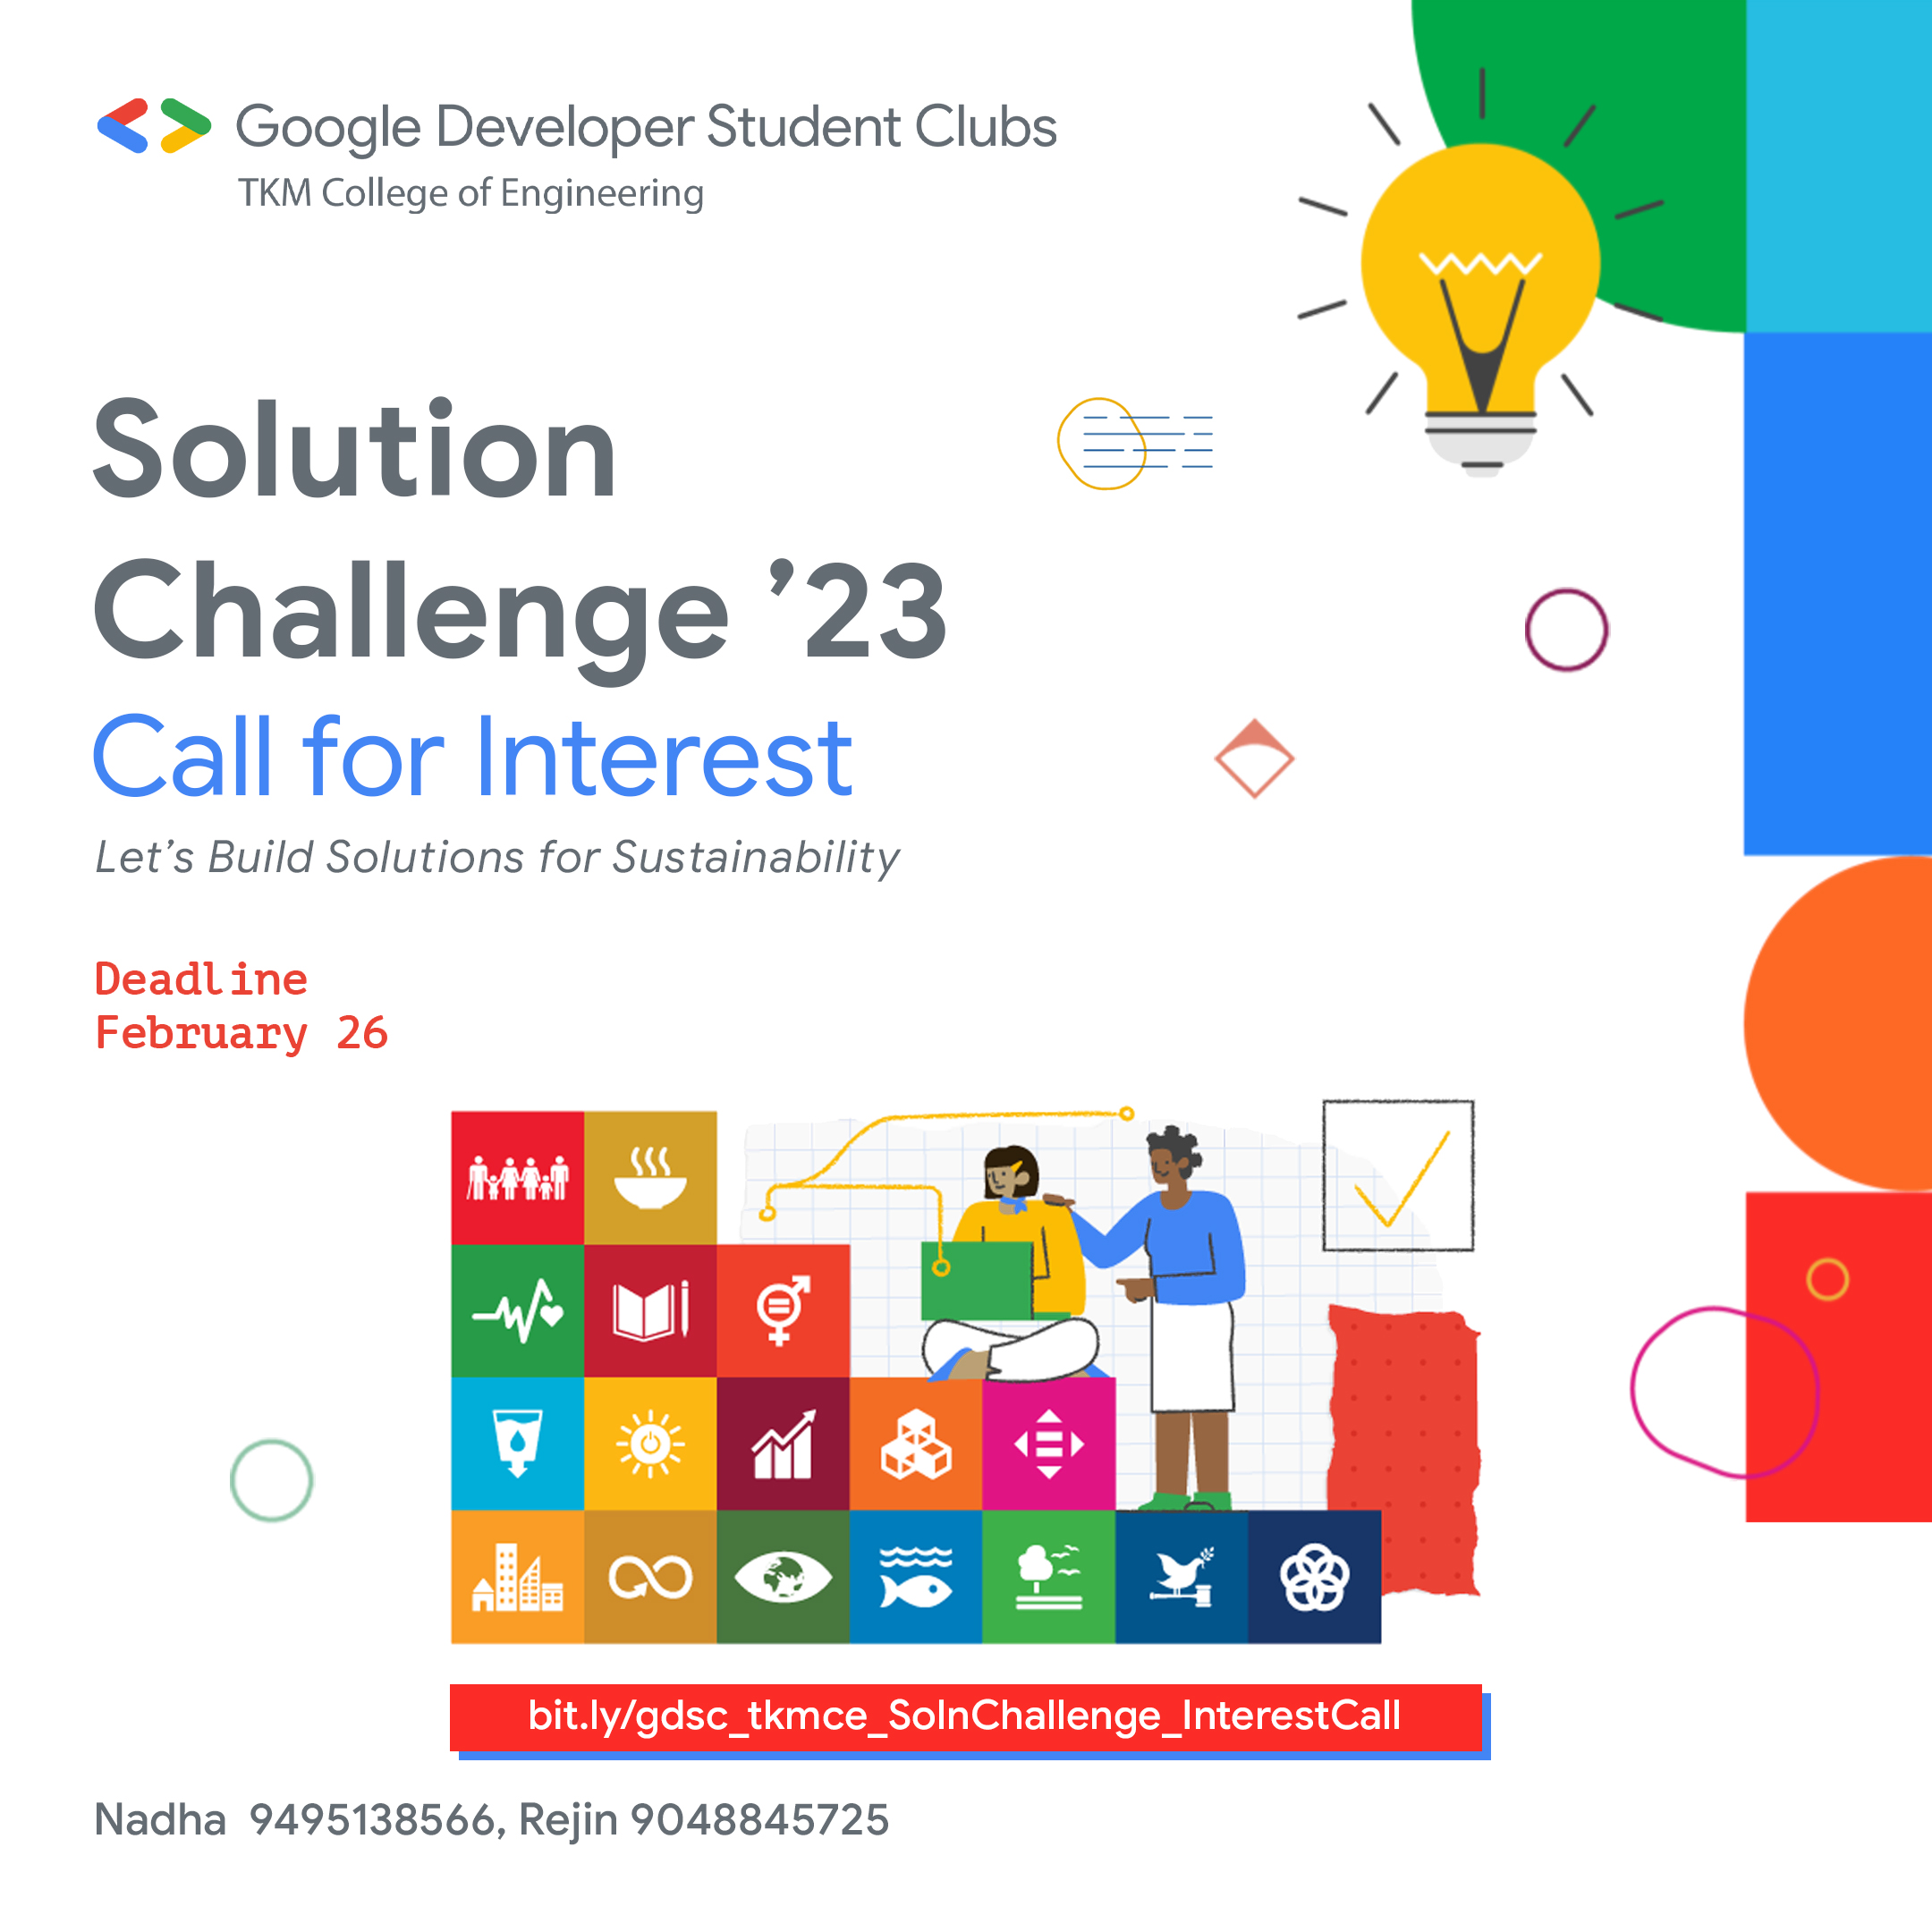 Google Developer Student Clubs
TKM College of Engineering
Solution
Challenge ’23
Call for Interest
Let’s Build Solutions for Sustainability
Deadline
February 26
bit.ly/gdsc_tkmce_SolnChallenge_InterestCall
Nadha 9495138566, Rejin 9048845725